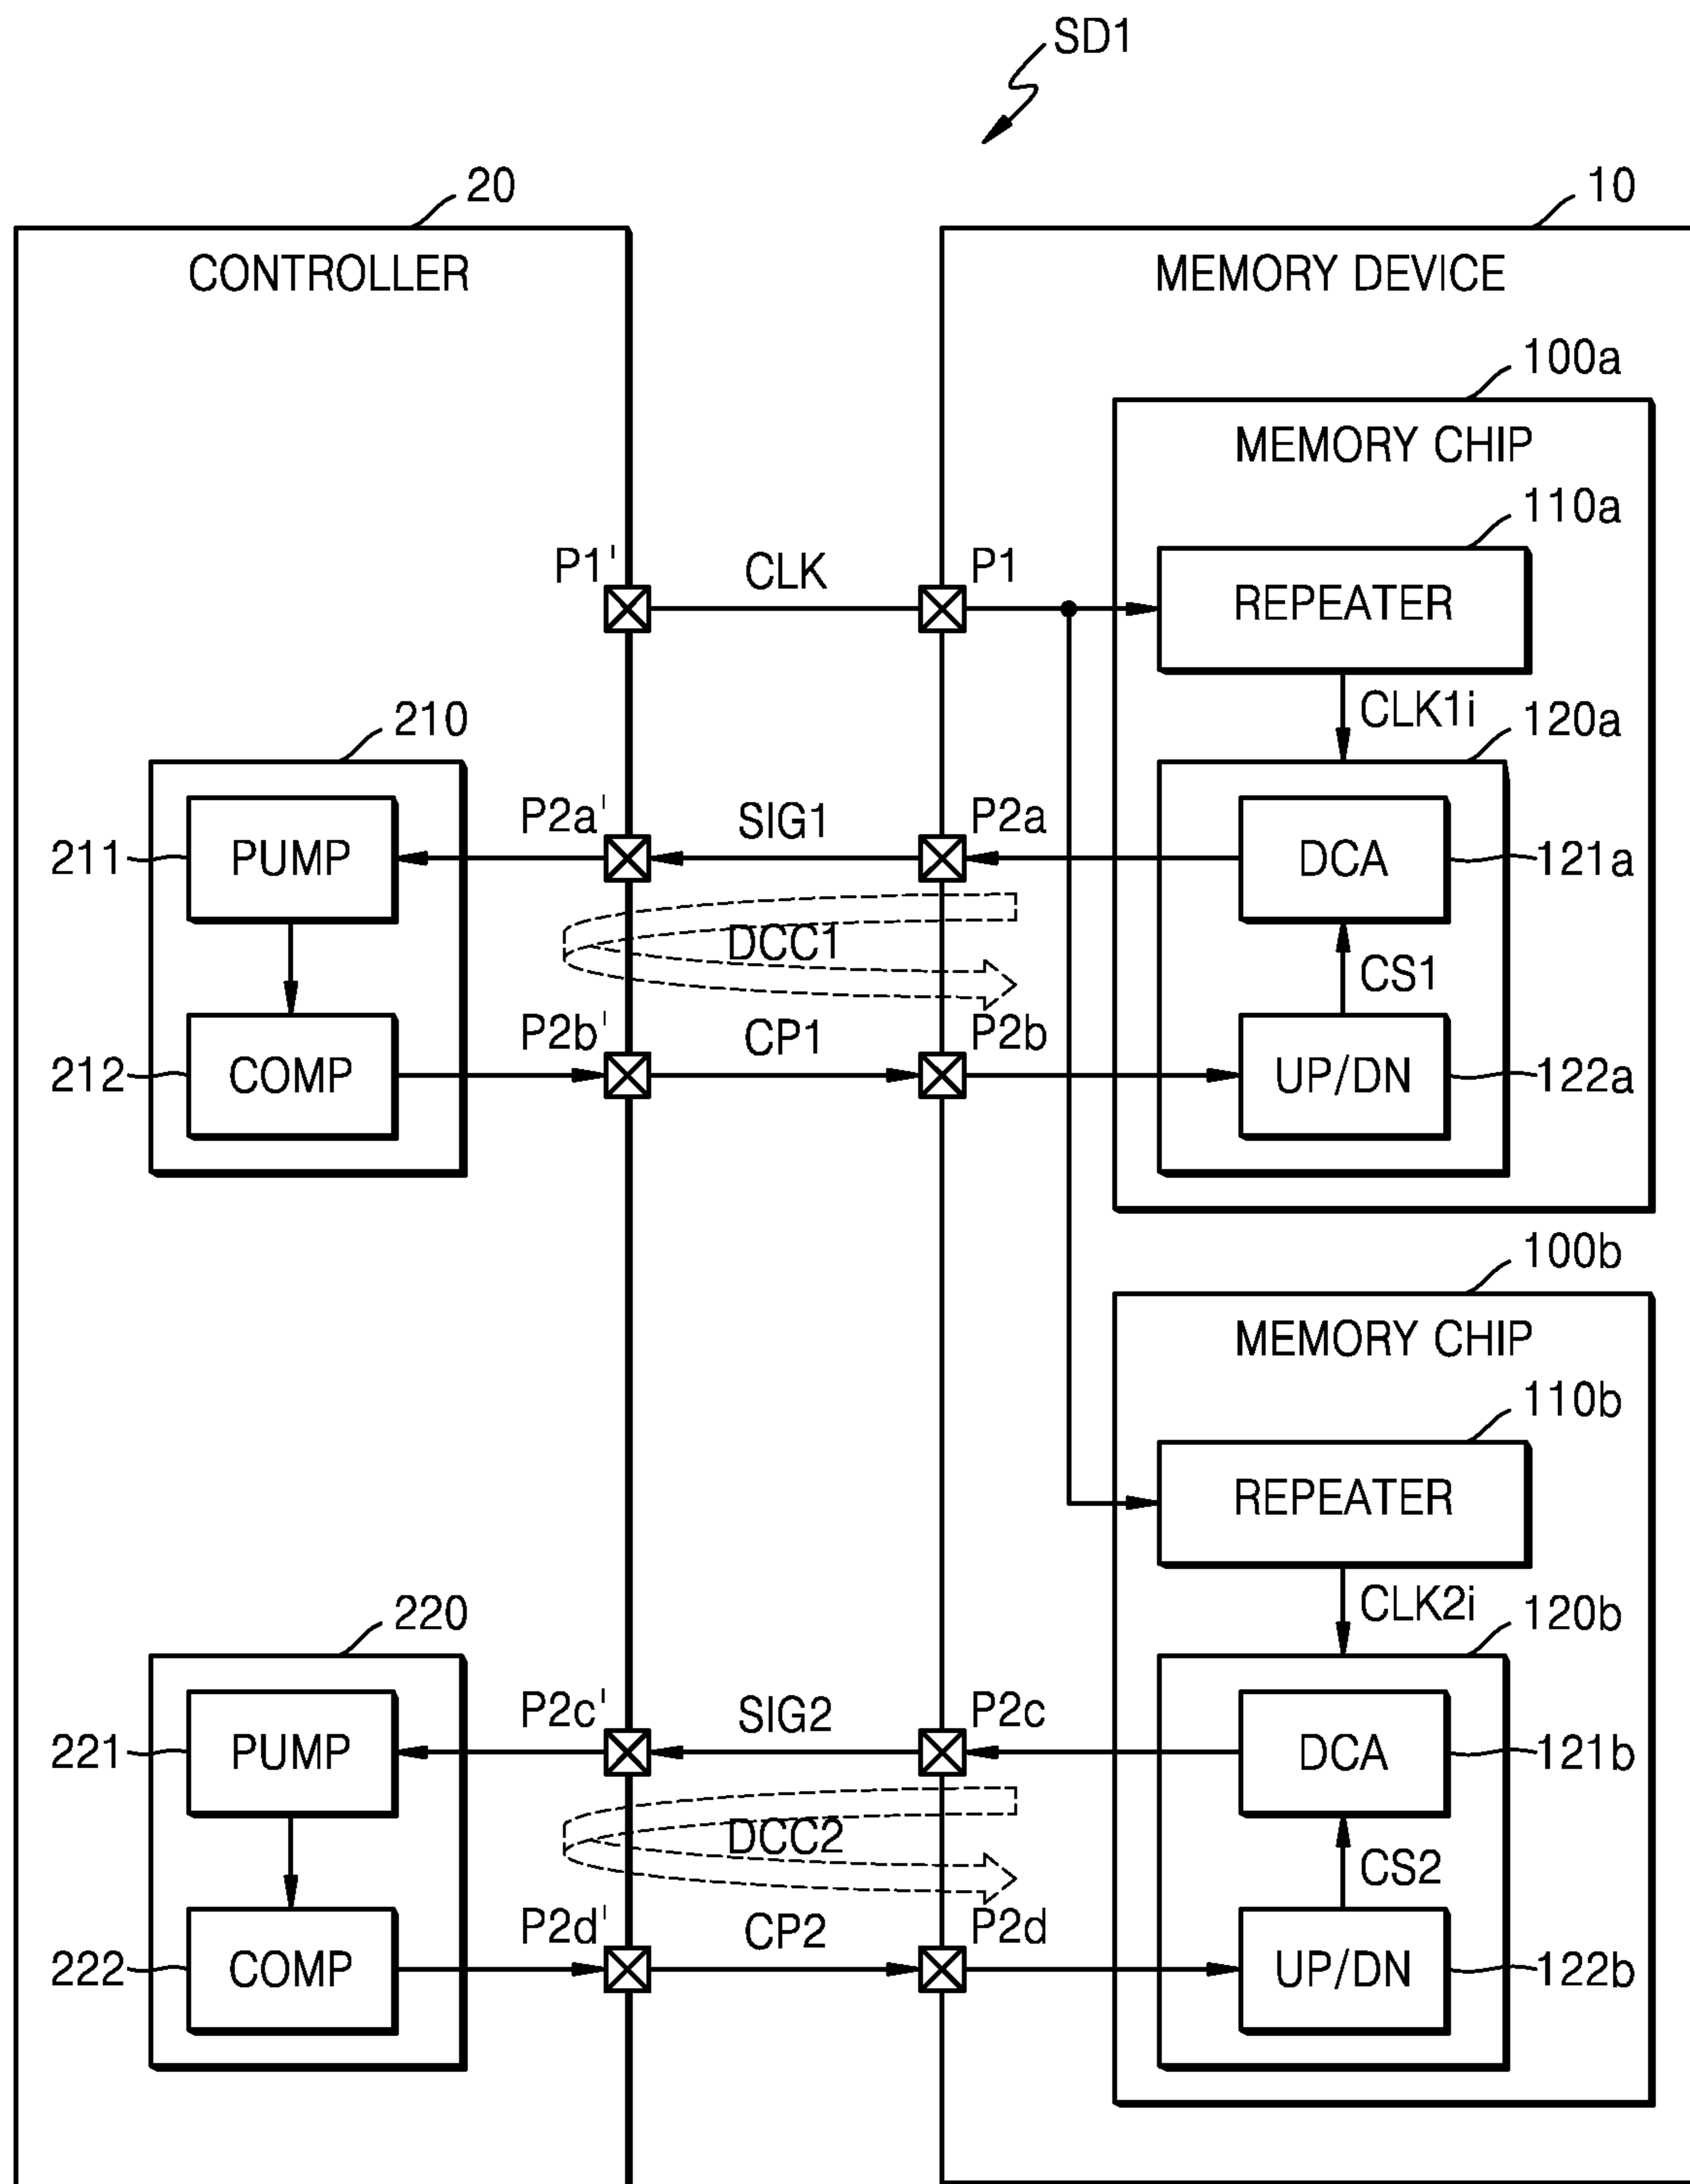 SD1
20
10
CONTROLLER
MEMORY DEVICE
100a
MEMORY CHIP
110a
P1'
CLK
P1
REPEATER
CLK1i
210
120a
P2a'
SIG1
P2a
211
PUMP
DCA
121a
DCC1
CS1
P2b'
CP1
P2b
212
COMP
UP/DN
122a
100b
MEMORY CHIP
110b
REPEATER
CLK2i
220
120b
P2c'
SIG2
P2c
221
PUMP
DCA
121b
DCC2
CS2
P2d'
CP2
P2d
222
COMP
UP/DN
122b